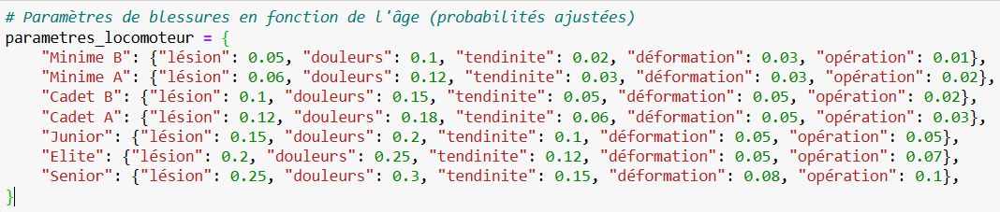 # Paramètres de blessures en fonction de l'âge (probabilités ajustées)
parametres_locomoteur = {
    "Minime B": {"lésion": 0.05, "douleurs": 0.1, "tendinite": 0.02, "déformation": 0.03, "opération": 0.01},
    "Minime A": {"lésion": 0.06, "douleurs": 0.12, "tendinite": 0.03, "déformation": 0.03, "opération": 0.02},
    "Cadet B": {"lésion": 0.1, "douleurs": 0.15, "tendinite": 0.05, "déformation": 0.05, "opération": 0.02},
    "Cadet A": {"lésion": 0.12, "douleurs": 0.18, "tendinite": 0.06, "déformation": 0.05, "opération": 0.03},
    "Junior": {"lésion": 0.15, "douleurs": 0.2, "tendinite": 0.1, "déformation": 0.05, "opération": 0.05},
    "Elite": {"lésion": 0.2, "douleurs": 0.25, "tendinite": 0.12, "déformation": 0.05, "opération": 0.07},
    "Senior": {"lésion": 0.25, "douleurs": 0.3, "tendinite": 0.15, "déformation": 0.08, "opération": 0.1},
}